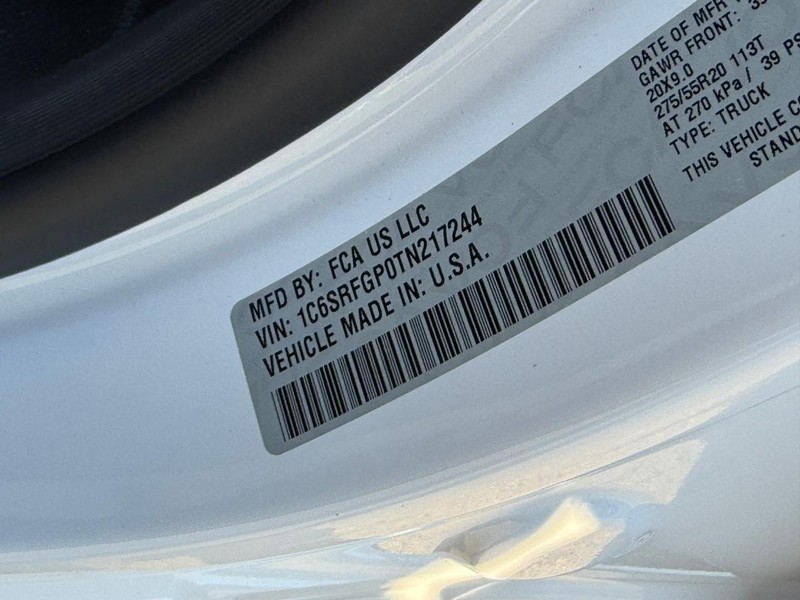 MFD BY: FCA US LLC
VIN: 1C6SRFGP0TN217244
VEHICLE MADE IN: U.S.A.
DATE OF MFR
GAWR FRONT:
20X9.0
275/55R20 113T
AT 270 kPa / 39 PS
TYPE: TRUCK
THIS VEHICLE CO
STAND